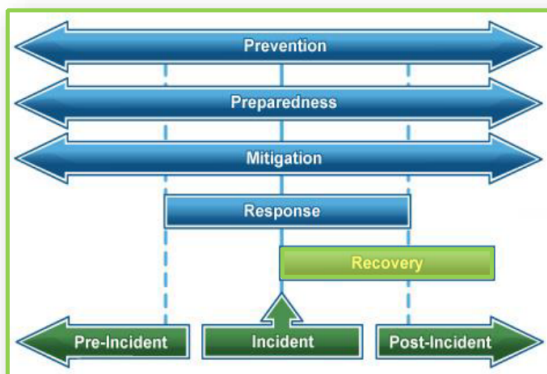 Prevention
Preparedness
Mitigation
Response
Recovery
Pre-Incident
Incident
Post-Incident